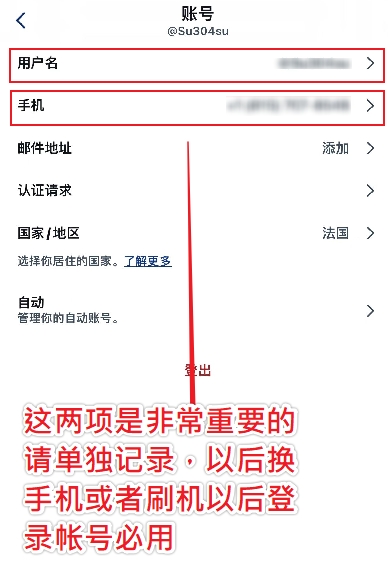 账号
@Su304su
用户名
手机
邮件地址 添加
认证请求
国家/地区 法国
选择你居住的国家。了解更多
自动
管理你的自动账号。
登出
这两项是非常重要的
请单独记录，以后换
手机或者刷机以后登
录帐号必用